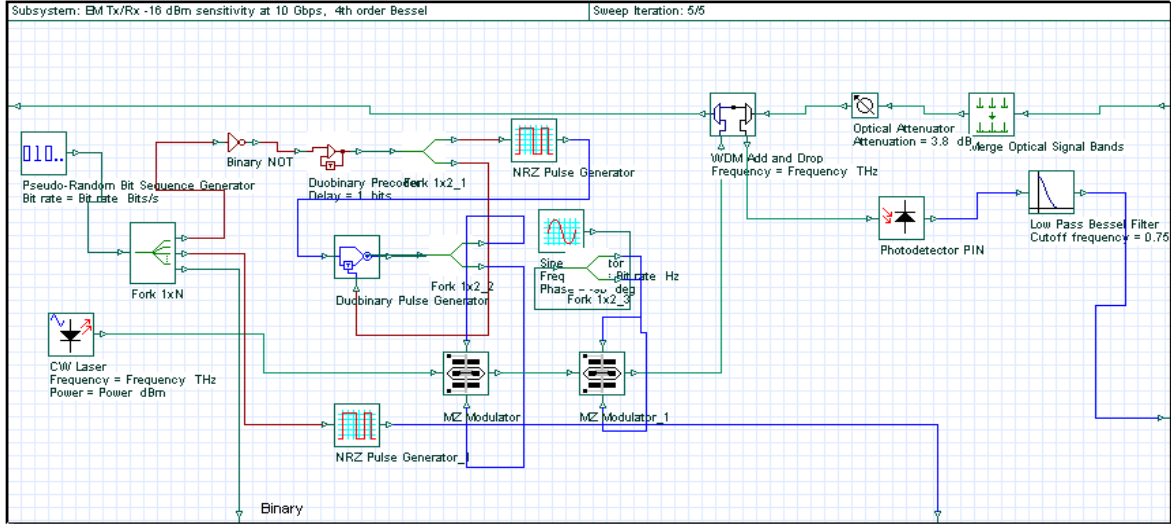 Subsystem: EM Tx/Rx -16 dBm sensitivity at 10 Gbps, 4th order Bessel
Sweep Iteration: 5/5
010..
Pseudo-Random Bit Sequence Generator
Bit rate = Bit rate Bits/s
Binary NOT
Duobinary Precoder
Delay = 1 bits
T
Fork 1x2_1
NRZ Pulse Generator
WDM Add and Drop
Frequency = Frequency THz
Optical Attenuator
Attenuation = 3.8 dB
Merge Optical Signal Bands
Fork 1xN
T
Duobinary Pulse Generator
Fork 1x2_2
Sine tor
Freq Bit rate Hz
Phase = deg
Fork 1x2_3
Photodetector PIN
Low Pass Bessel Filter
Cutoff frequency = 0.75
CW Laser
Frequency = Frequency THz
Power = Power dBm
MZ Modulator
MZ Modulator_1
NRZ Pulse Generator_1
Binary